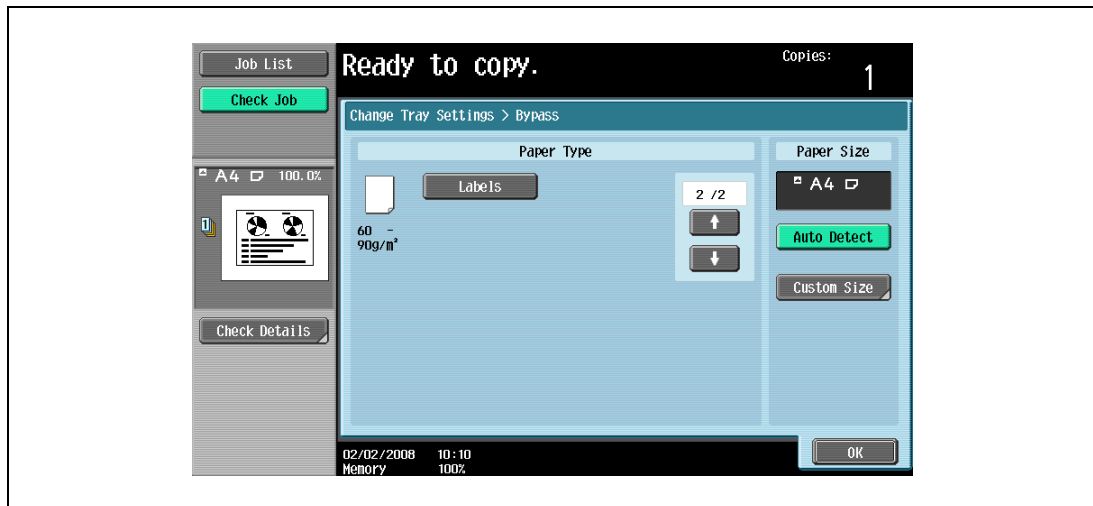 Job List
Check Job
Ready to copy.
Copies:
1
Change Tray Settings > Bypass
Paper Type
Paper Size
A4 100.0%
1
Labels
60 -
90g/m²
2 /2
↑
↓
A4
Auto Detect
Custom Size
Check Details
02/02/2008 10:10
Memory 100%
OK